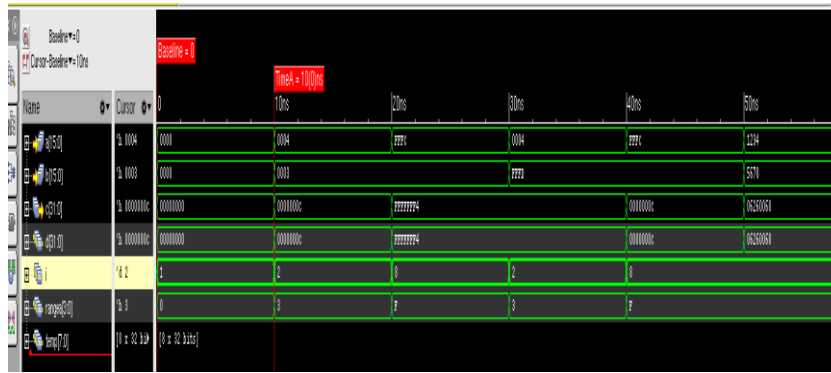 Baseline▼=0
Cursor-Baseline▼=10ns
Baseline = 0
TimeA = 10(0)ns
Name Cursor 0 10ns 20ns 30ns 40ns 50ns
a[15:0] 'h 0004 0000 0004 FFFC 0004 FFFC 1234
b[15:0] 'h 0003 0000 0003 FFFD 5678
c[31:0] 'h 0000000C 00000000 0000000C FFFFFFF4 0000000C 06260060
d[31:0] 'h 0000000C 00000000 0000000C FFFFFFF4 0000000C 06260060
i 'd 2 1 2 8 2 8
rangea[3:0] 'h 3 0 3 F 3 F
temp[7:0] [8 x 32 bit [8 x 32 bits]